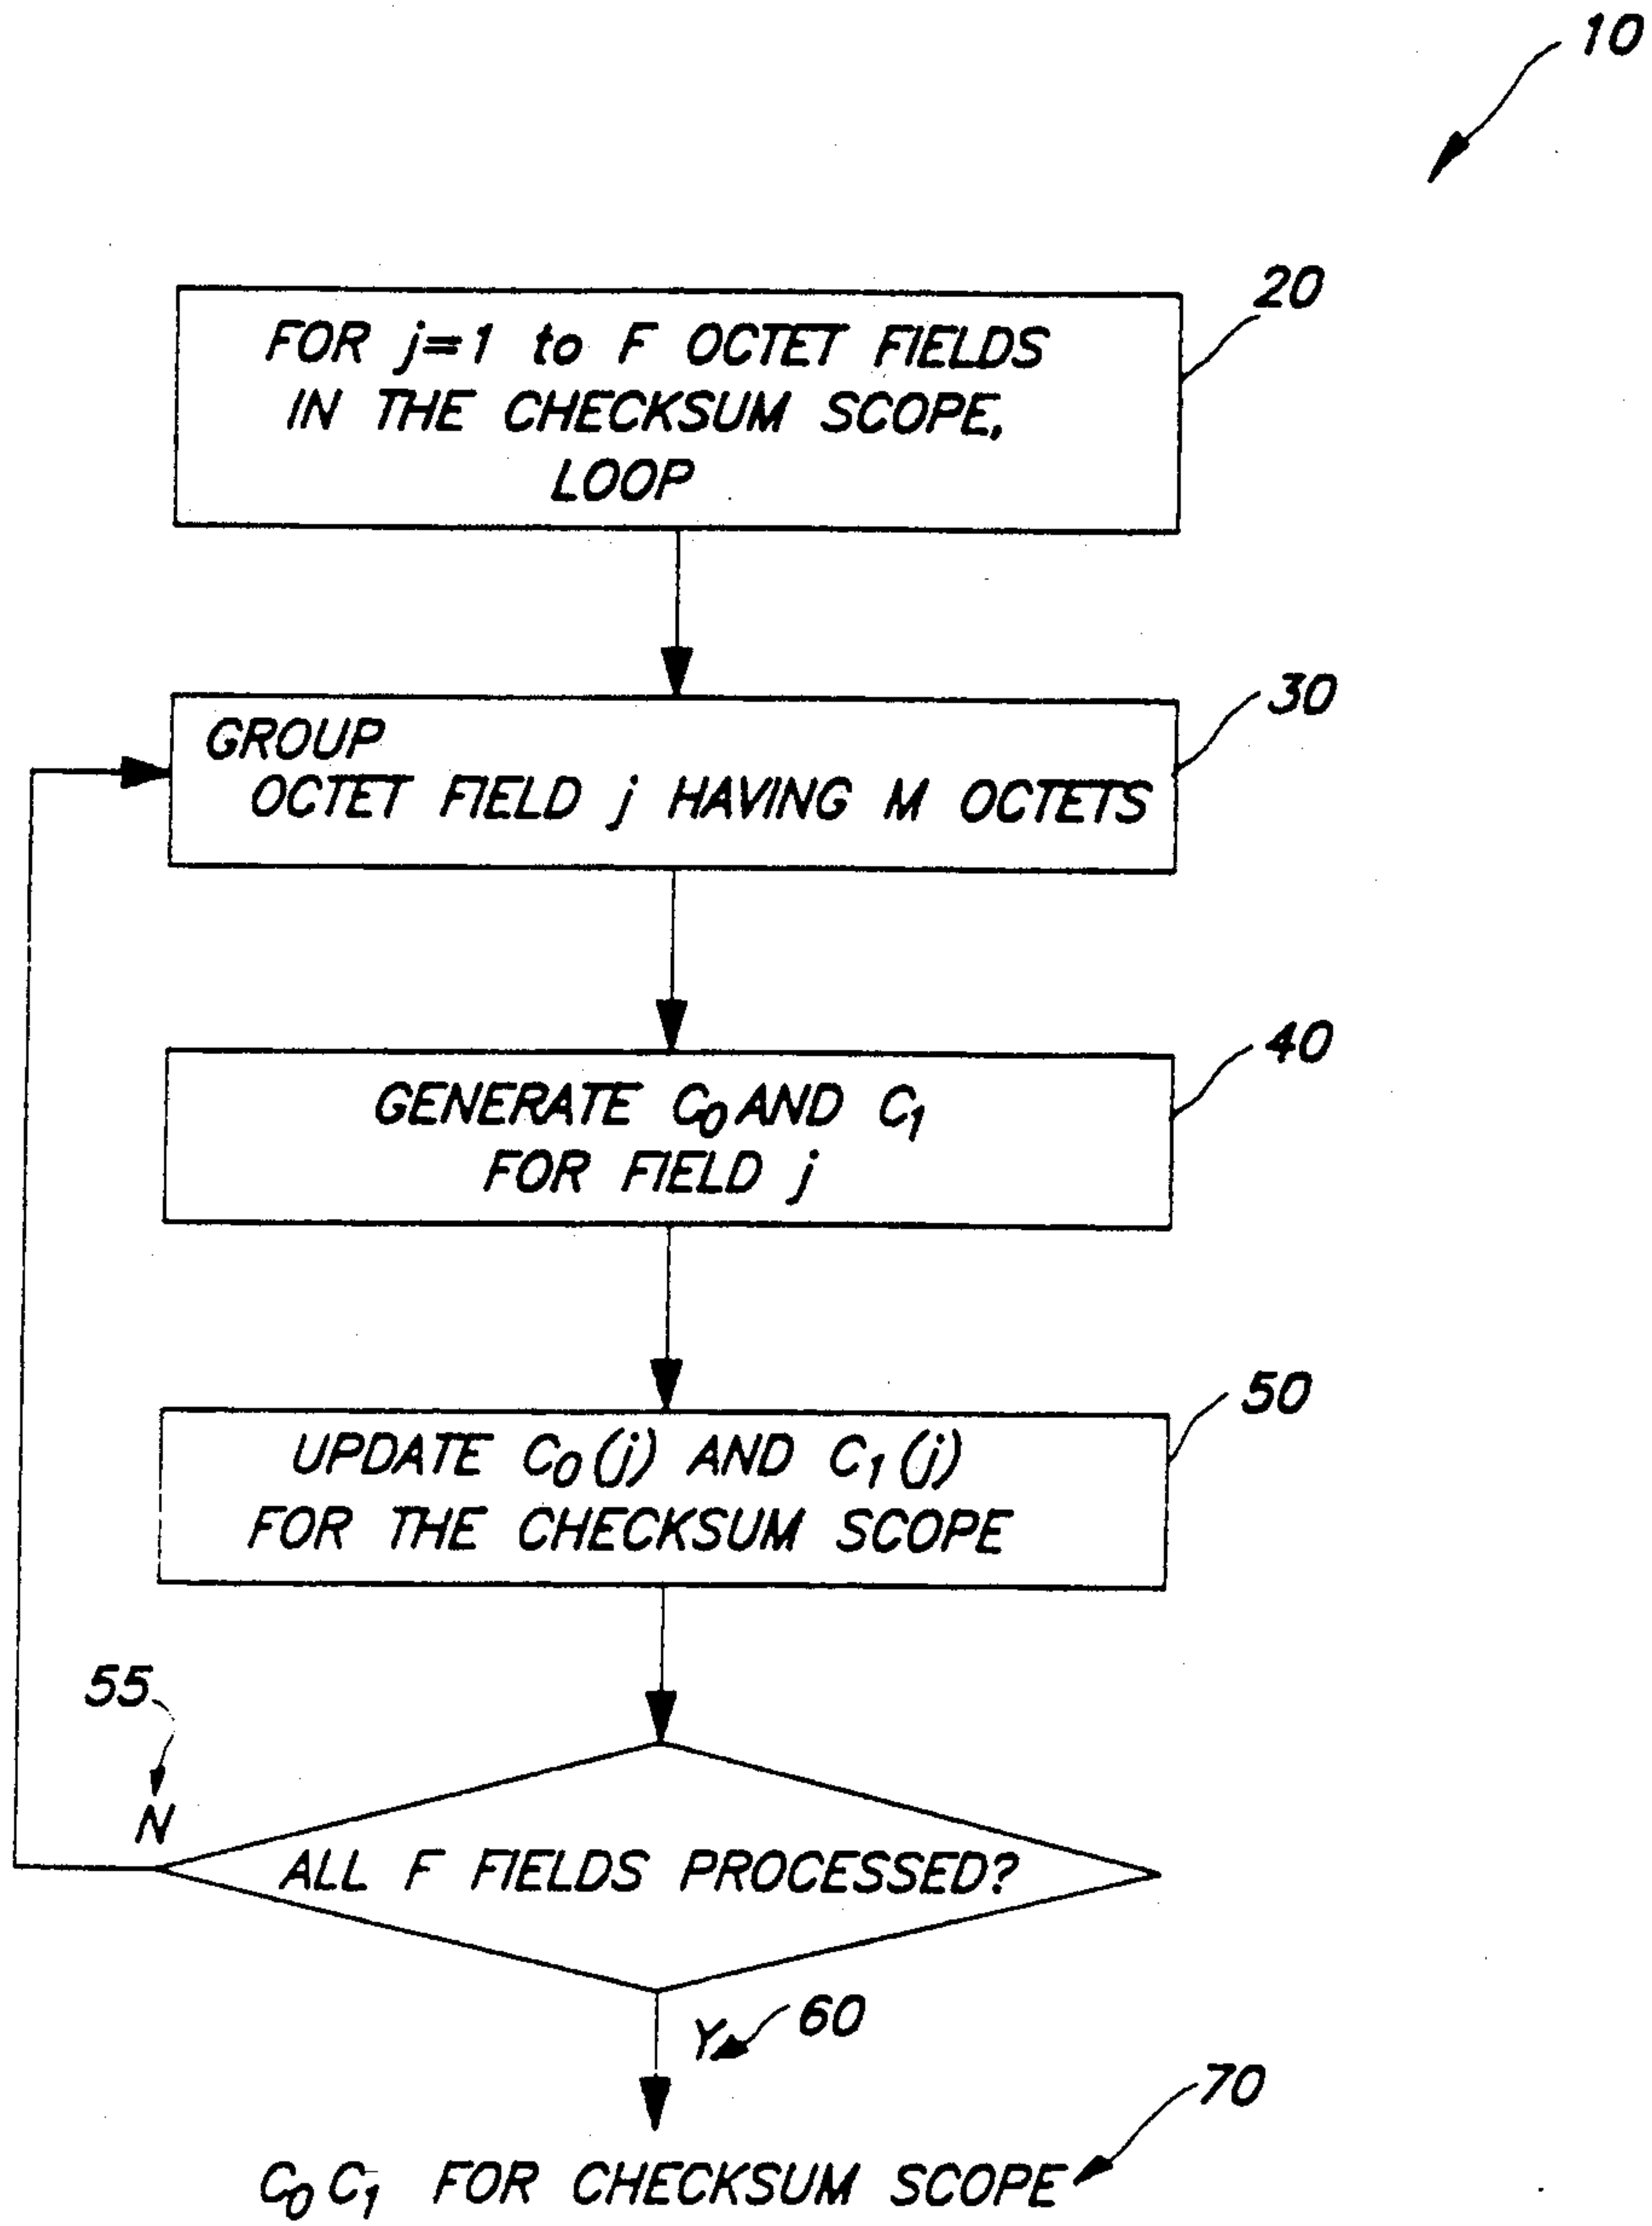 10
20
FOR j=1 to F OCTET FIELDS
IN THE CHECKSUM SCOPE,
LOOP
30
GROUP
OCTET FIELD j HAVING M OCTETS
40
GENERATE C₀ AND C₁
FOR FIELD j
50
UPDATE C₀(j) AND C₁(j)
FOR THE CHECKSUM SCOPE
55
N
ALL F FIELDS PROCESSED?
Y 60
70
C₀ C₁ FOR CHECKSUM SCOPE